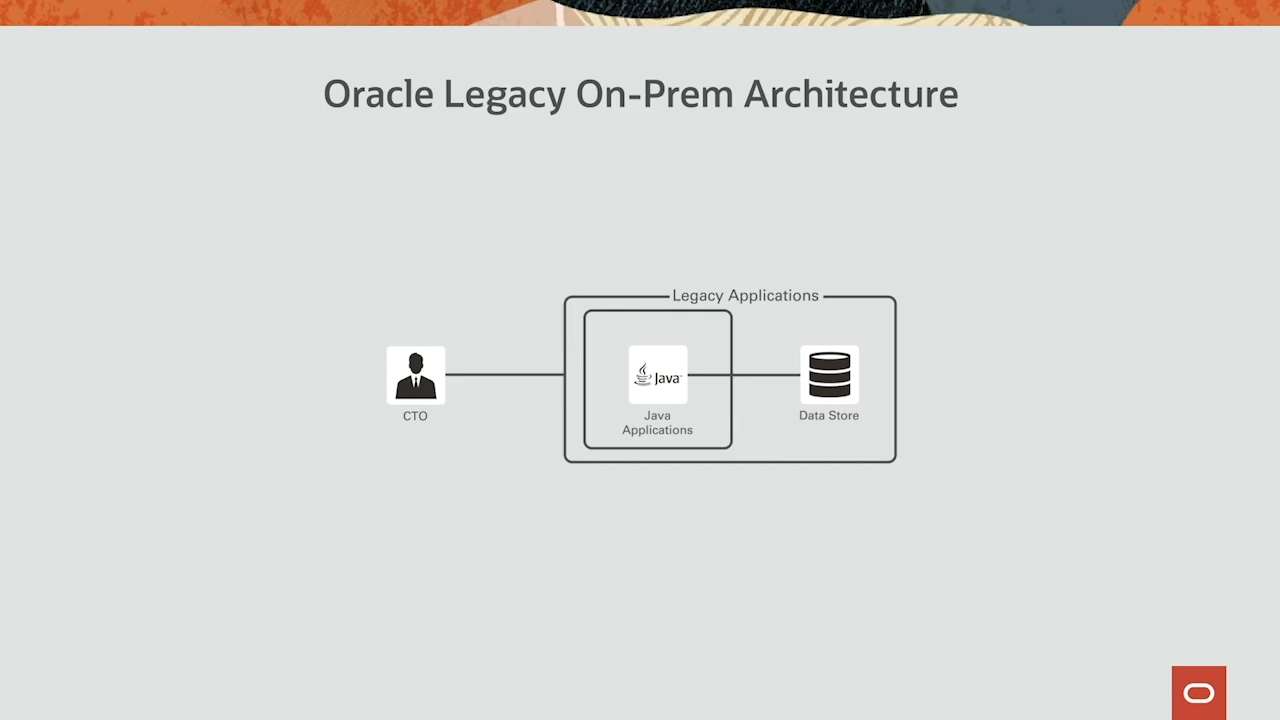 Oracle Legacy On-Prem Architecture
Legacy Applications
Java
CTO
Java
Applications
Data Store